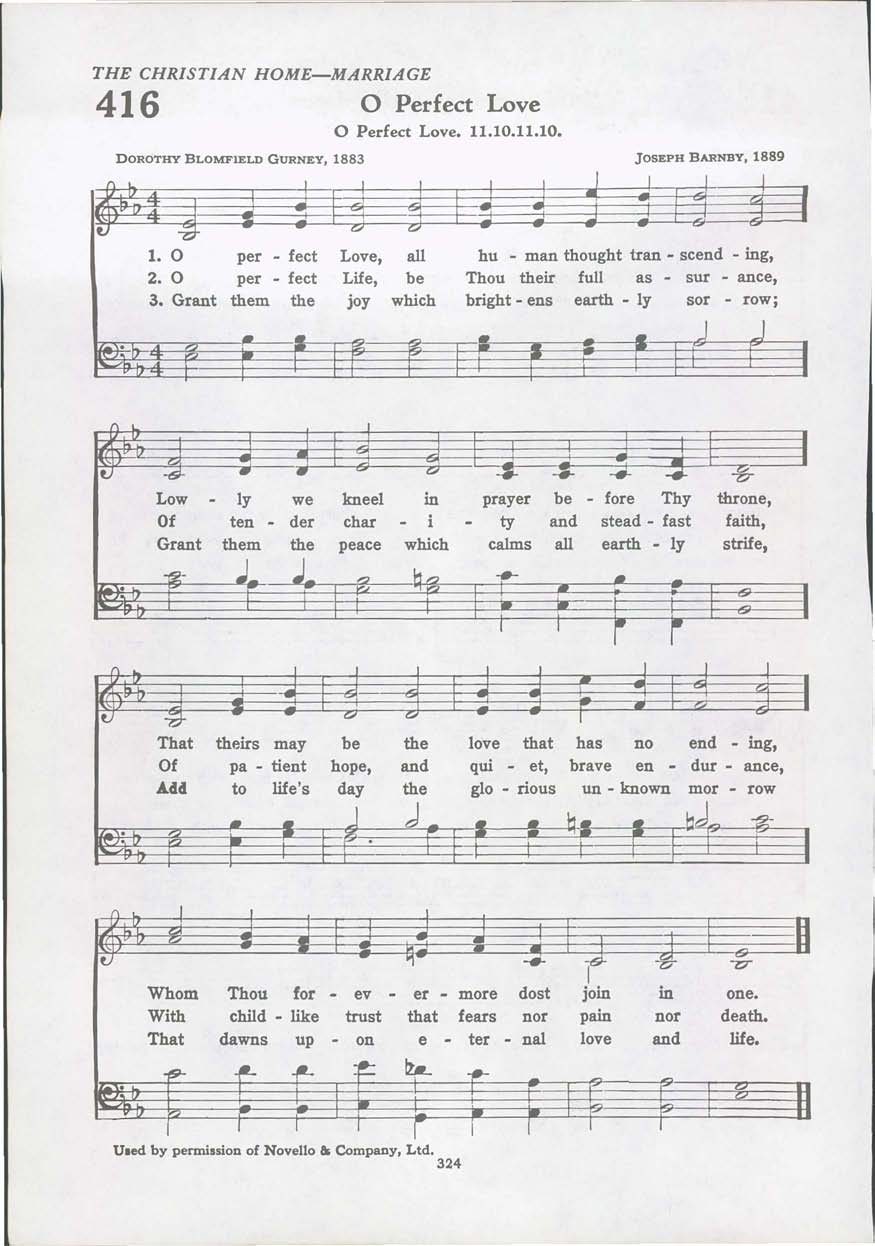 THE CHRISTIAN HOME—MARRIAGE
416 O Perfect Love
O Perfect Love. 11.10.11.10.
DOROTHY BLOMFIELD GURNEY, 1883 JOSEPH BARNBY, 1889
1. O per - fect Love, all hu - man thought tran - scend - ing,
2. O per - fect Life, be Thou their full as - sur - ance,
3. Grant them the joy which bright - ens earth - ly sor - row;
Low - ly we kneel in prayer be - fore Thy throne,
Of ten - der char - i - ty and stead - fast faith,
Grant them the peace which calms all earth - ly strife,
That theirs may be the love that has no end - ing,
Of pa - tient hope, and qui - et, brave en - dur - ance,
Add to life's day the glo - rious un - known mor - row
Whom Thou for - ev - er - more dost join in one.
With child - like trust that fears nor pain nor death.
That dawns up - on e - ter - nal love and life.
Used by permission of Novello & Company, Ltd.
324